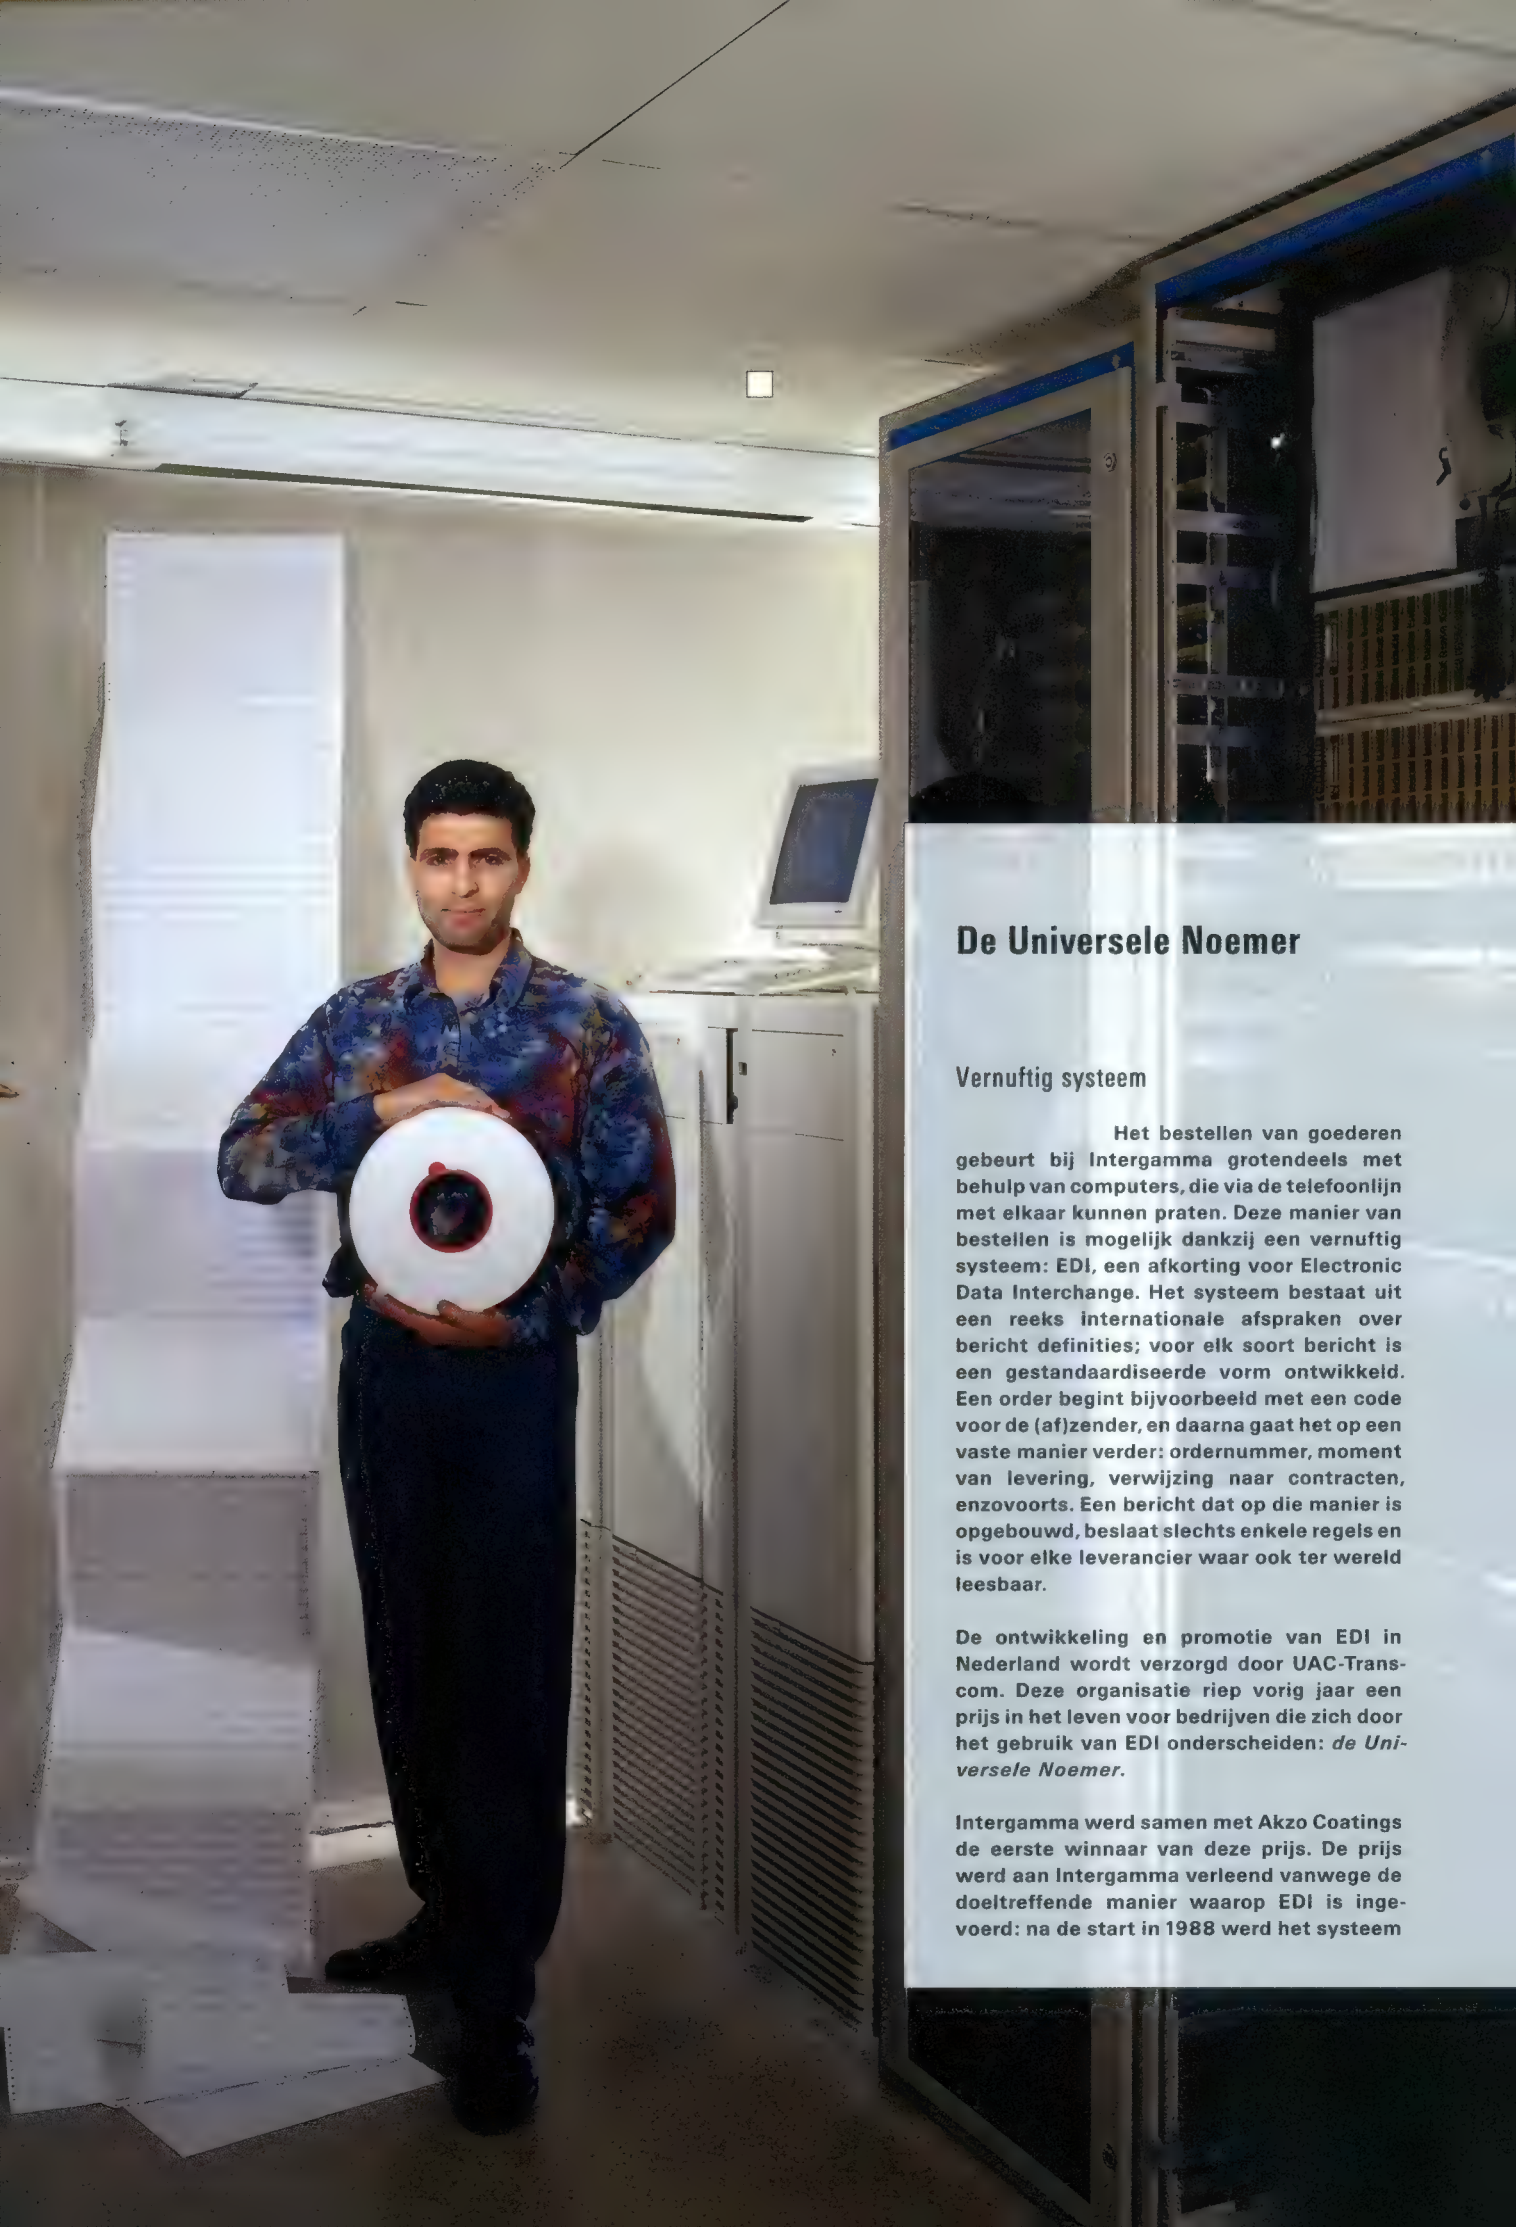 De Universele Noemer
Vernuftig systeem
Het bestellen van goederen
gebeurt bij Intergamma grotendeels met
behulp van computers, die via de telefoonlijn
met elkaar kunnen praten. Deze manier van
bestellen is mogelijk dankzij een vernuftig
systeem: EDI, een afkorting voor Electronic
Data Interchange. Het systeem bestaat uit
een reeks internationale afspraken over
bericht definities; voor elk soort bericht is
een gestandaardiseerde vorm ontwikkeld.
Een order begint bijvoorbeeld met een code
voor de (af)zender, en daarna gaat het op een
vaste manier verder: ordernummer, moment
van levering, verwijzing naar contracten,
enzovoorts. Een bericht dat op die manier is
opgebouwd, beslaat slechts enkele regels en
is voor elke leverancier waar ook ter wereld
leesbaar.
De ontwikkeling en promotie van EDI in
Nederland wordt verzorgd door UAC-Trans-
com. Deze organisatie riep vorig jaar een
prijs in het leven voor bedrijven die zich door
het gebruik van EDI onderscheiden: de Uni-
versele Noemer.
Intergamma werd samen met Akzo Coatings
de eerste winnaar van deze prijs. De prijs
werd aan Intergamma verleend vanwege de
doeltreffende manier waarop EDI is inge-
voerd: na de start in 1988 werd het systeem